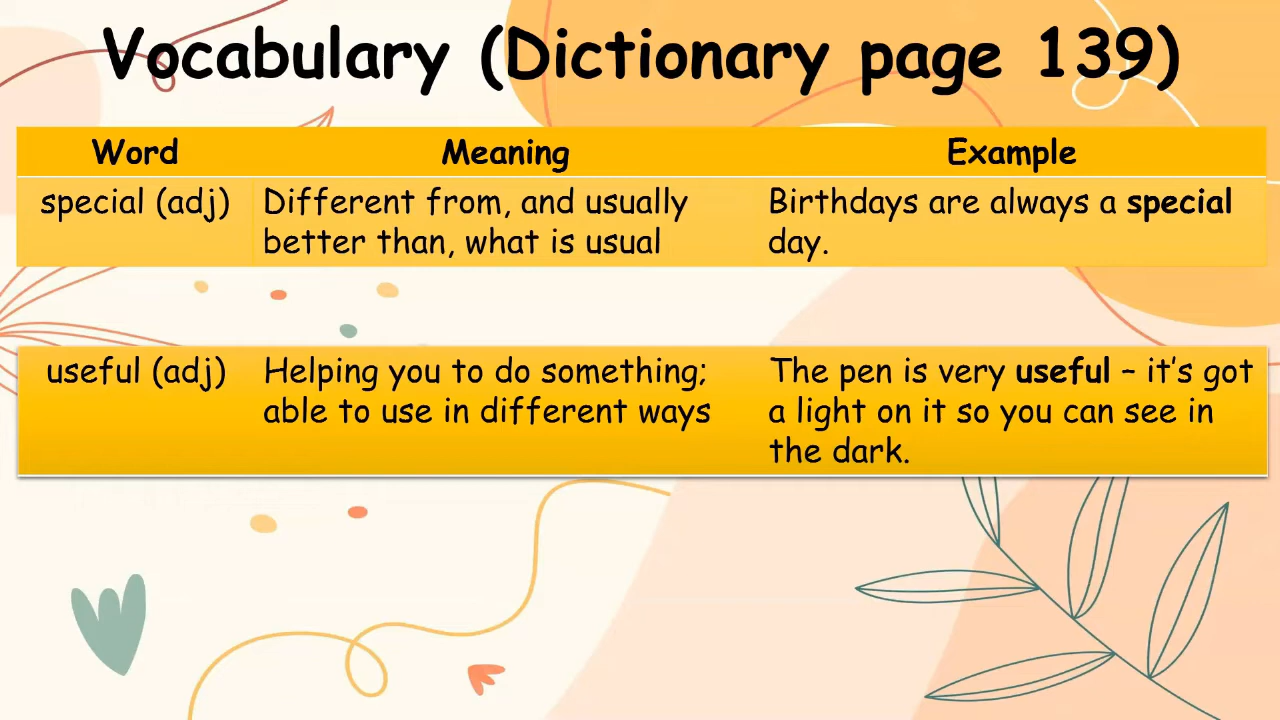 Vocabulary (Dictionary page 139)
Word Meaning Example
special (adj) Different from, and usually Birthdays are always a special
better than, what is usual day.
useful (adj) Helping you to do something; The pen is very useful – it's got
able to use in different ways a light on it so you can see in
the dark.